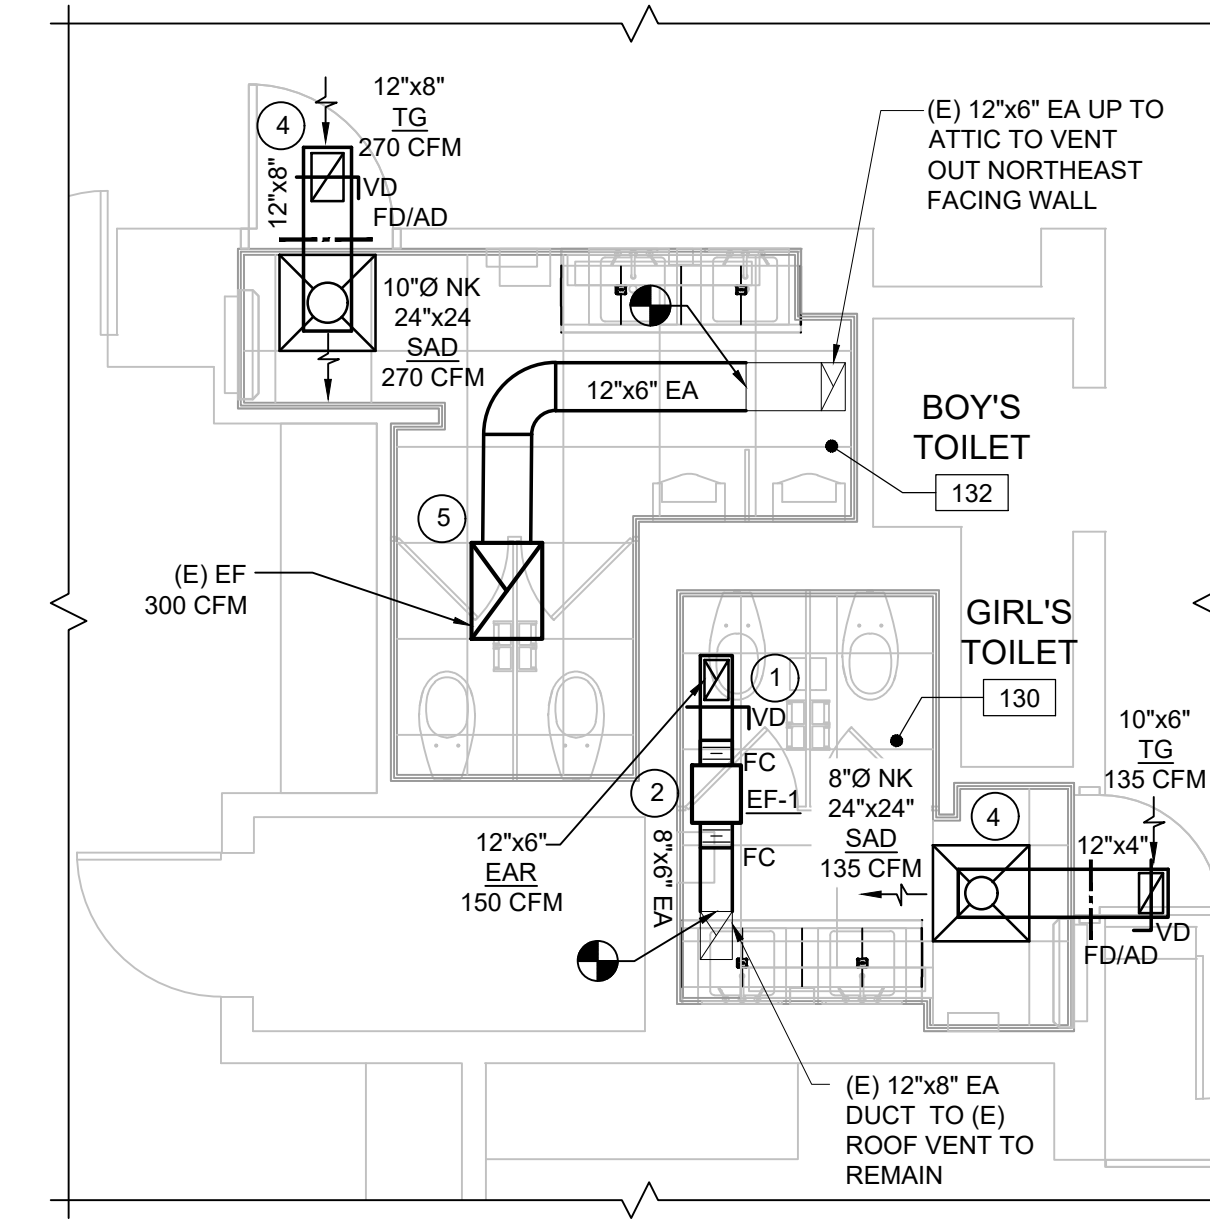 12"x8"
TG
270 CFM
4
12"x8"
VD
FD/AD
10"Ø NK
24"x24
SAD
270 CFM
(E) 12"x6" EA UP TO
ATTIC TO VENT
OUT NORTHEAST
FACING WALL
12"x6" EA
BOY'S
TOILET
132
5
(E) EF
300 CFM
GIRL'S
TOILET
130
1
VD
FC
2
EF-1
8"x6" EA
FC
12"x6"
EAR
150 CFM
8"Ø NK
24"x24"
SAD
135 CFM
4
10"x6"
TG
135 CFM
12"x4"
VD
FD/AD
(E) 12"x8" EA
DUCT TO (E)
ROOF VENT TO
REMAIN